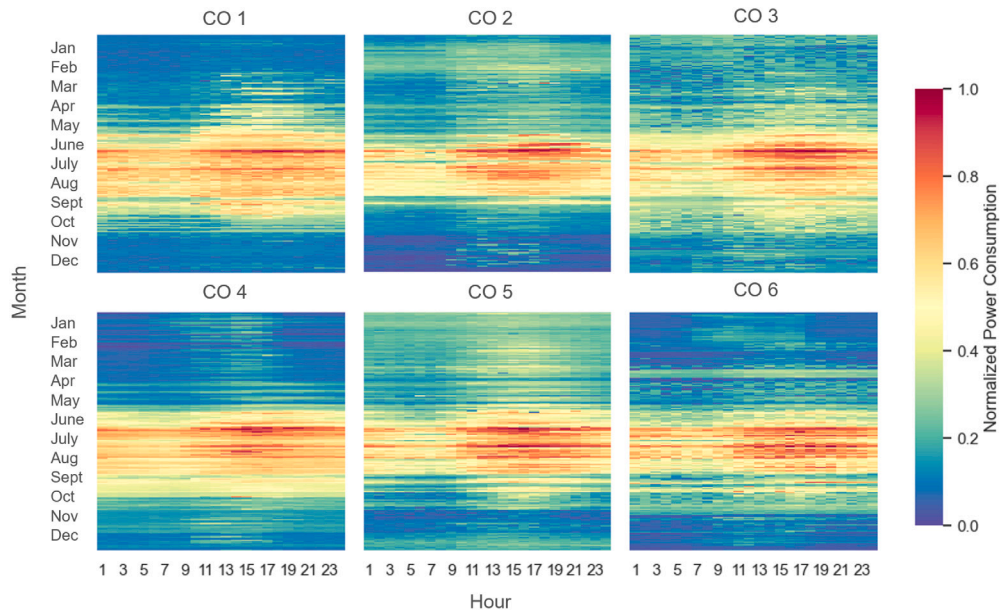 CO 1 CO 2 CO 3
Jan
Feb
Mar
Apr
May
June
July
Aug
Sept
Oct
Nov
Dec
1.0
0.8
0.6
0.4
0.2
0.0
Normalized Power Consumption
Month
CO 4 CO 5 CO 6
Jan
Feb
Mar
Apr
May
June
July
Aug
Sept
Oct
Nov
Dec
1 3 5 7 9 11 13 15 17 19 21 23 1 3 5 7 9 11 13 15 17 19 21 23 1 3 5 7 9 11 13 15 17 19 21 23
Hour